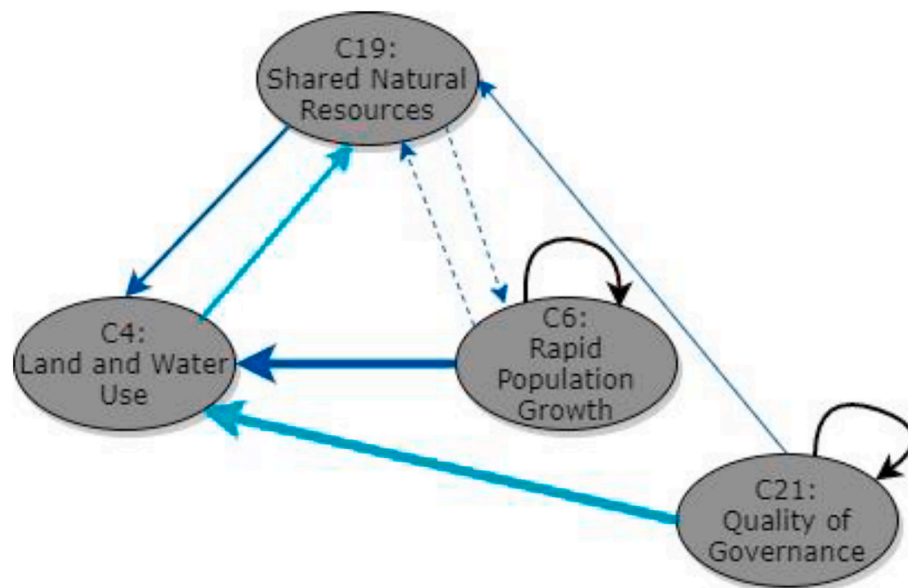 C19:
Shared Natural
Resources
C4:
Land and Water
Use
C6:
Rapid
Population
Growth
C21:
Quality of
Governance